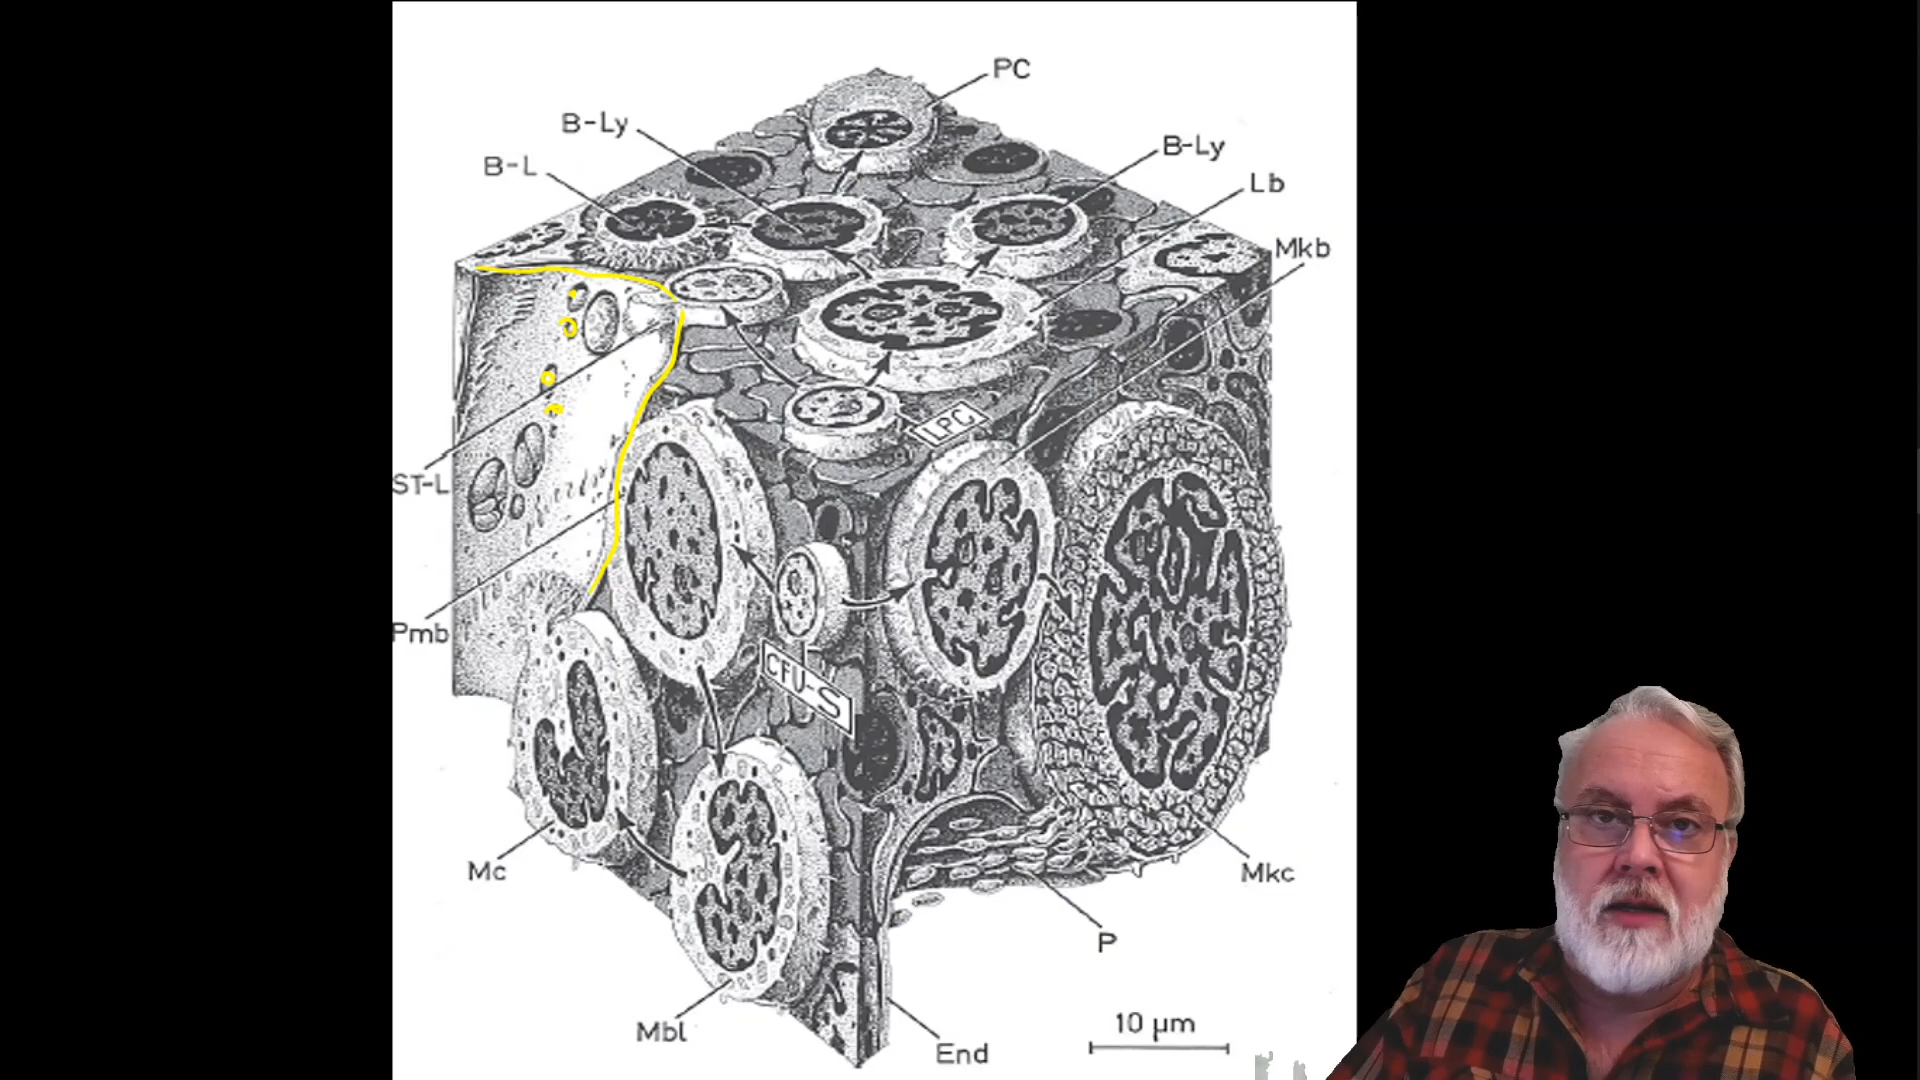 PC
B-Ly
B-Ly
B-L
Lb
Mkb
LPC
ST-L
Pmb
CFU-S
Mc
Mkc
P
Mbl
End
10 µm